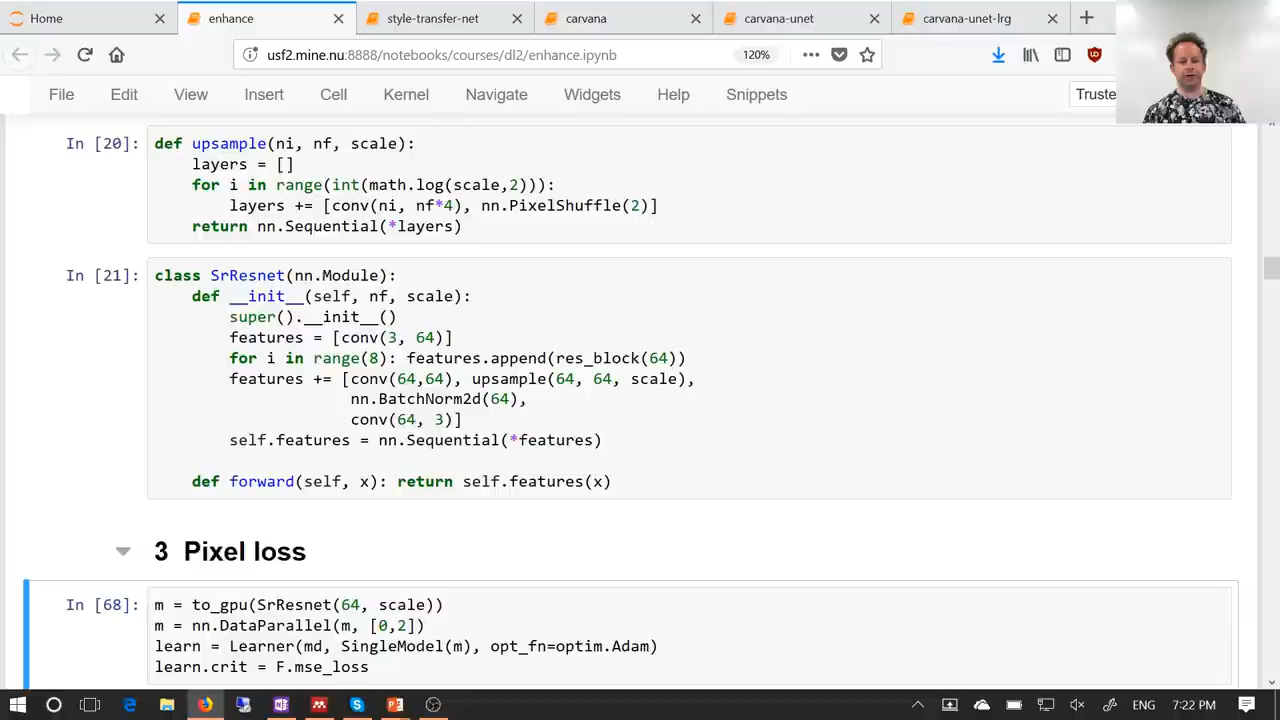 Home
enhance
style-transfer-net
carvana
carvana-unet
carvana-unet-lrg
usf2.mine.nu:8888/notebooks/courses/dl2/enhance.ipynb
120%
File Edit View Insert Cell Kernel Navigate Widgets Help Snippets Truste
In [20]: def upsample(ni, nf, scale):
layers = []
for i in range(int(math.log(scale,2))):
layers += [conv(ni, nf*4), nn.PixelShuffle(2)]
return nn.Sequential(*layers)
In [21]: class SrResnet(nn.Module):
def __init__(self, nf, scale):
super().__init__()
features = [conv(3, 64)]
for i in range(8): features.append(res_block(64))
features += [conv(64,64), upsample(64, 64, scale),
nn.BatchNorm2d(64),
conv(64, 3)]
self.features = nn.Sequential(*features)
def forward(self, x): return self.features(x)
3 Pixel loss
In [68]: m = to_gpu(SrResnet(64, scale))
m = nn.DataParallel(m, [0,2])
learn = Learner(md, SingleModel(m), opt_fn=optim.Adam)
learn.crit = F.mse_loss
ENG 7:22 PM